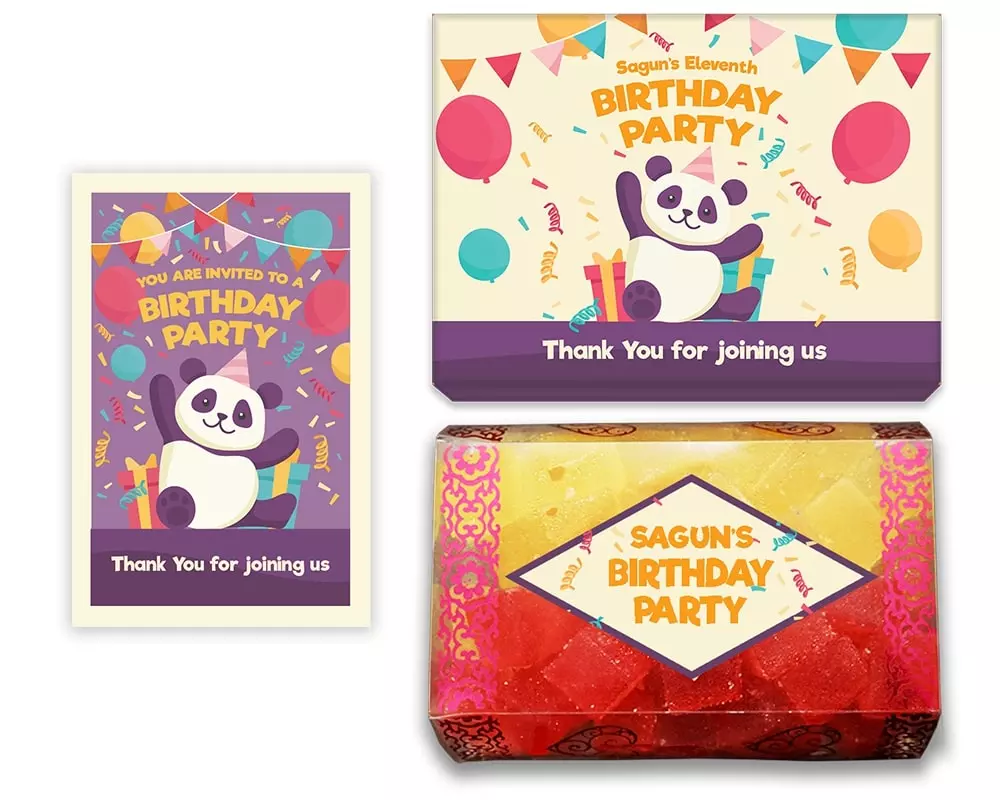 YOU ARE INVITED TO A
BIRTHDAY
PARTY
Thank You for joining us
Sagun's Eleventh
BIRTHDAY
PARTY
Thank You for joining us
SAGUN'S
BIRTHDAY
PARTY